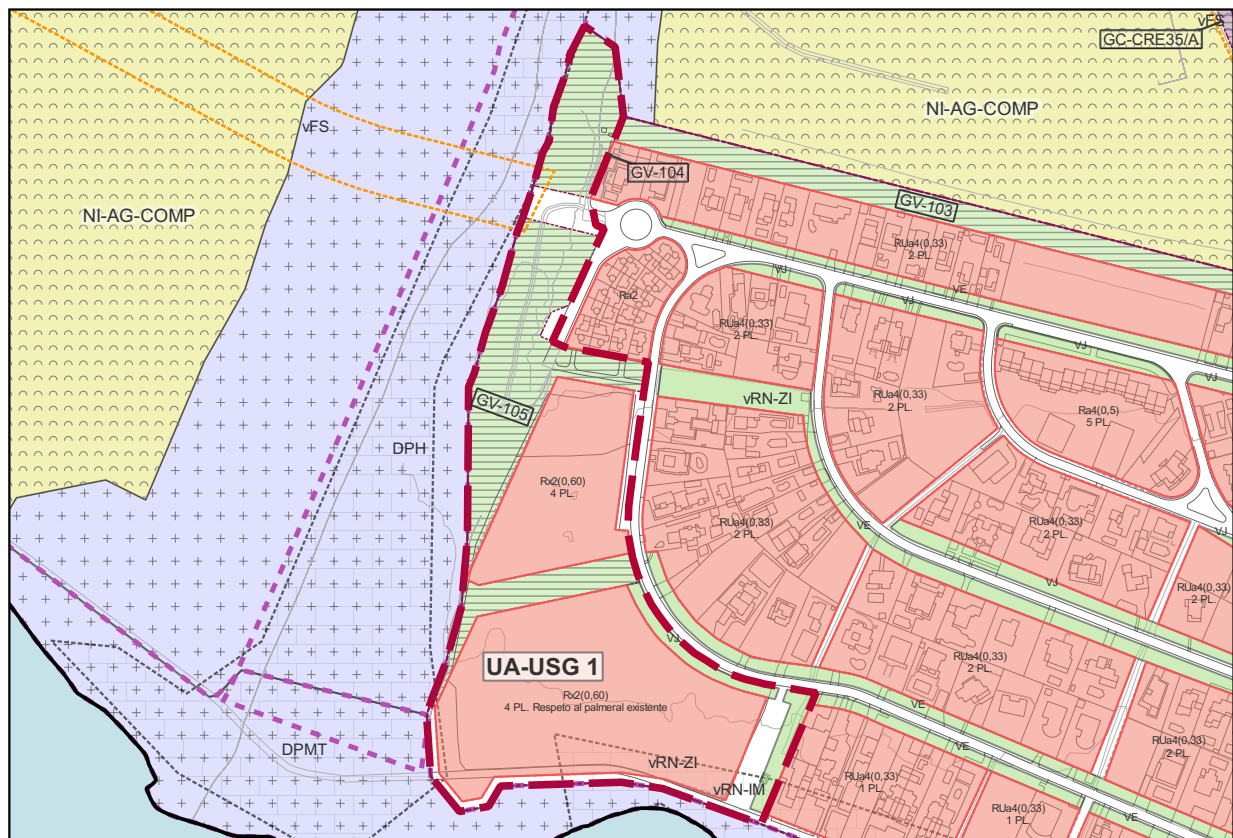 vFS
GC-CRE35/A
NI-AG-COMP
vFS
GV-104
NI-AG-COMP
GV-103
RUa4(0,33)
2 PL.
VJ
VE
Ra2
VJ
RUa4(0,33)
2 PL.
VJ
VJ
GV-105
vRN-ZI
RUa4(0,33)
2 PL.
Ra4(0,5)
5 PL.
DPH
Rx2(0,60)
4 PL.
RUa4(0,33)
2 PL.
VE
RUa4(0,33)
2 PL.
VJ
VJ
RUa4(0,33)
2 PL.
VJ
UA-USG 1
RUa4(0,33)
2 PL.
Rx2(0,60)
4 PL. Respeto al palmeral existente
VE
DPMT
vRN-ZI
RUa4(0,33)
2 PL.
vRN-IM
RUa4(0,33)
1 PL.
VE
RUa4(0,33)
1 PL.